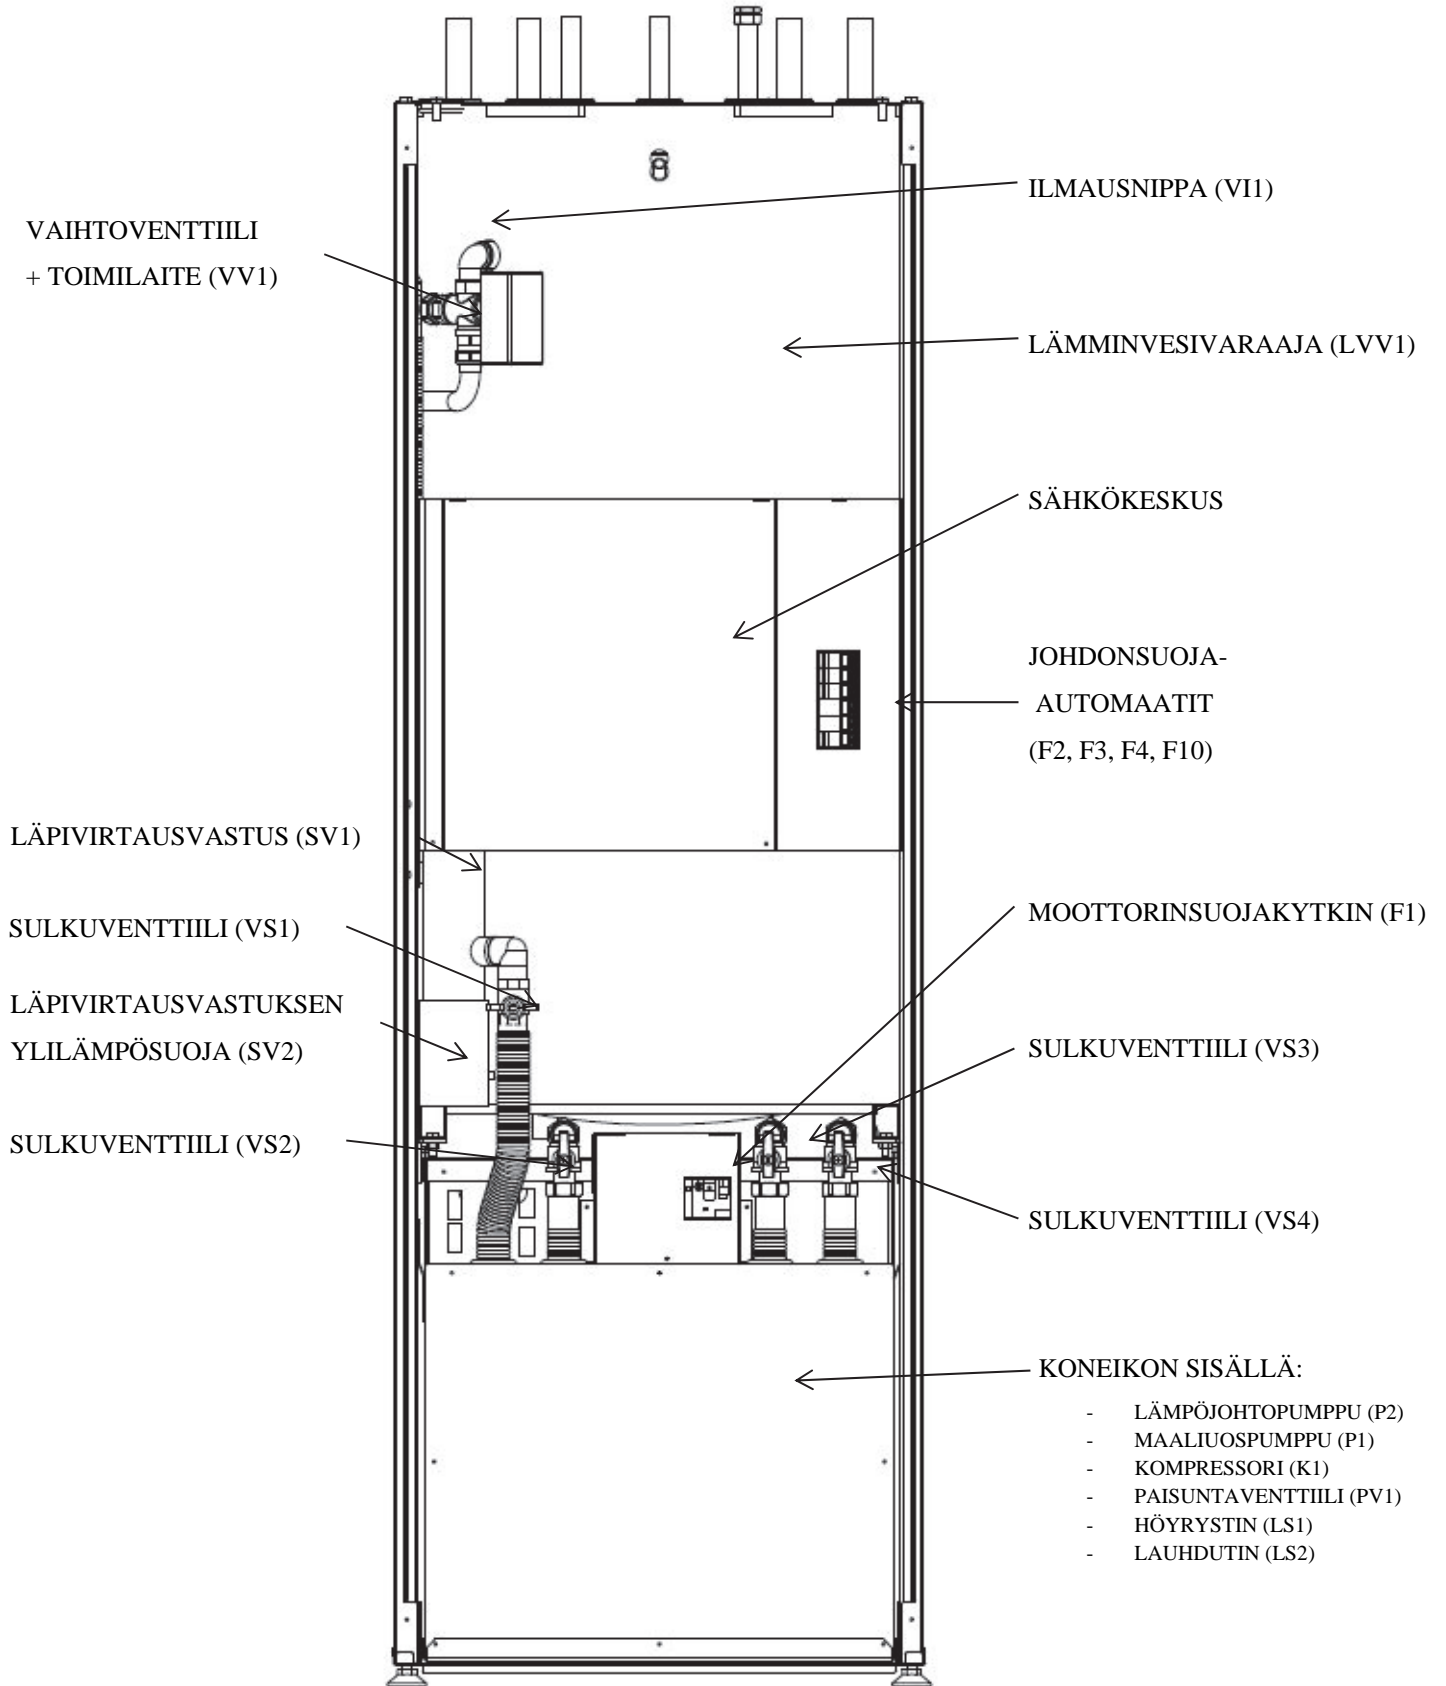 ILMAUSNIPPA (VI1)
VAIHTOVENTTIILI
+ TOIMILAITE (VV1)
LÄMMINVESIVARAAJA (LVV1)
SÄHKÖKESKUS
JOHDONSUOJA-
AUTOMAATIT
(F2, F3, F4, F10)
LÄPIVIRTAUSVASTUS (SV1)
SULKUVENTTIILI (VS1)
MOOTTORINSUOJAKYTKIN (F1)
LÄPIVIRTAUSVASTUKSEN
YLILÄMPÖSUOJA (SV2)
SULKUVENTTIILI (VS3)
SULKUVENTTIILI (VS2)
SULKUVENTTIILI (VS4)
KONEIKON SISÄLLÄ:
- LÄMPÖJOHTOPUMPPU (P2)
- MAALIUOSPUMPPU (P1)
- KOMPRESSORI (K1)
- PAISUNTAVENTTIILI (PV1)
- HÖYRYSTIN (LS1)
- LAUHDUTIN (LS2)